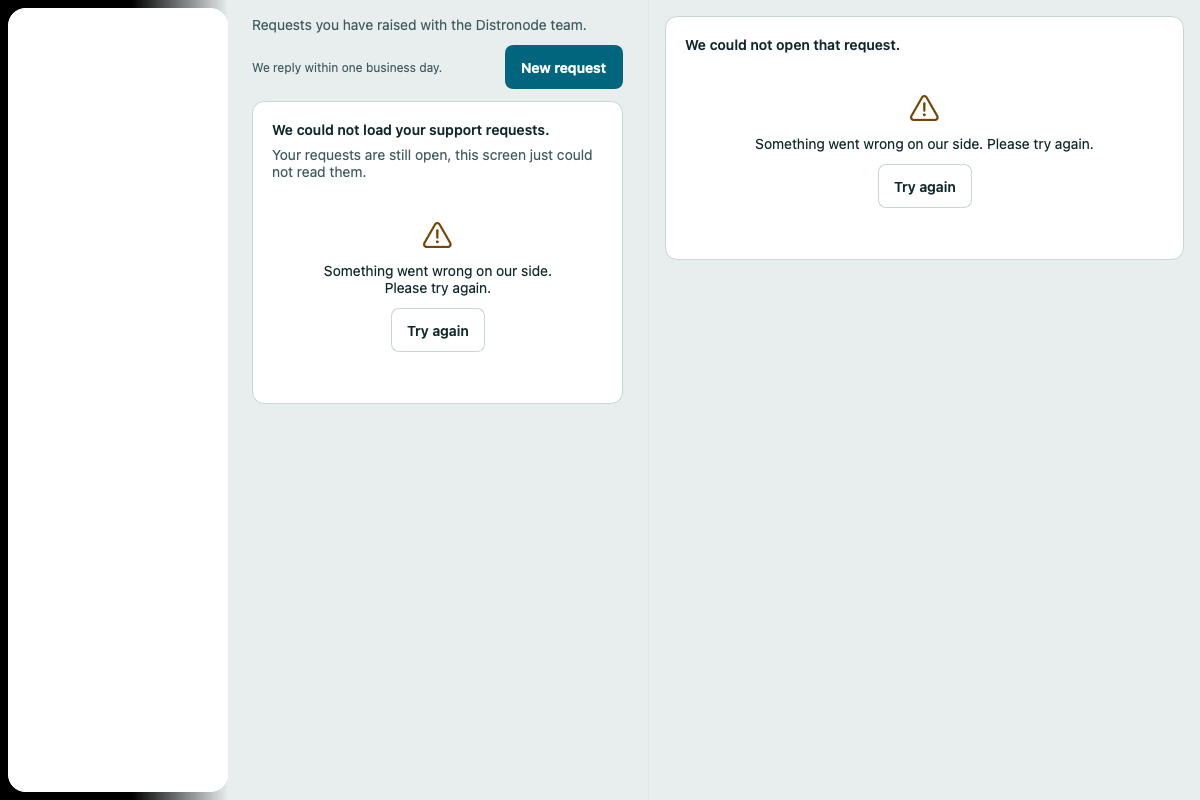 Requests you have raised with the Distronode team.
We reply within one business day.
New request
We could not load your support requests.
Your requests are still open, this screen just could
not read them.
Something went wrong on our side.
Please try again.
Try again
We could not open that request.
Something went wrong on our side. Please try again.
Try again